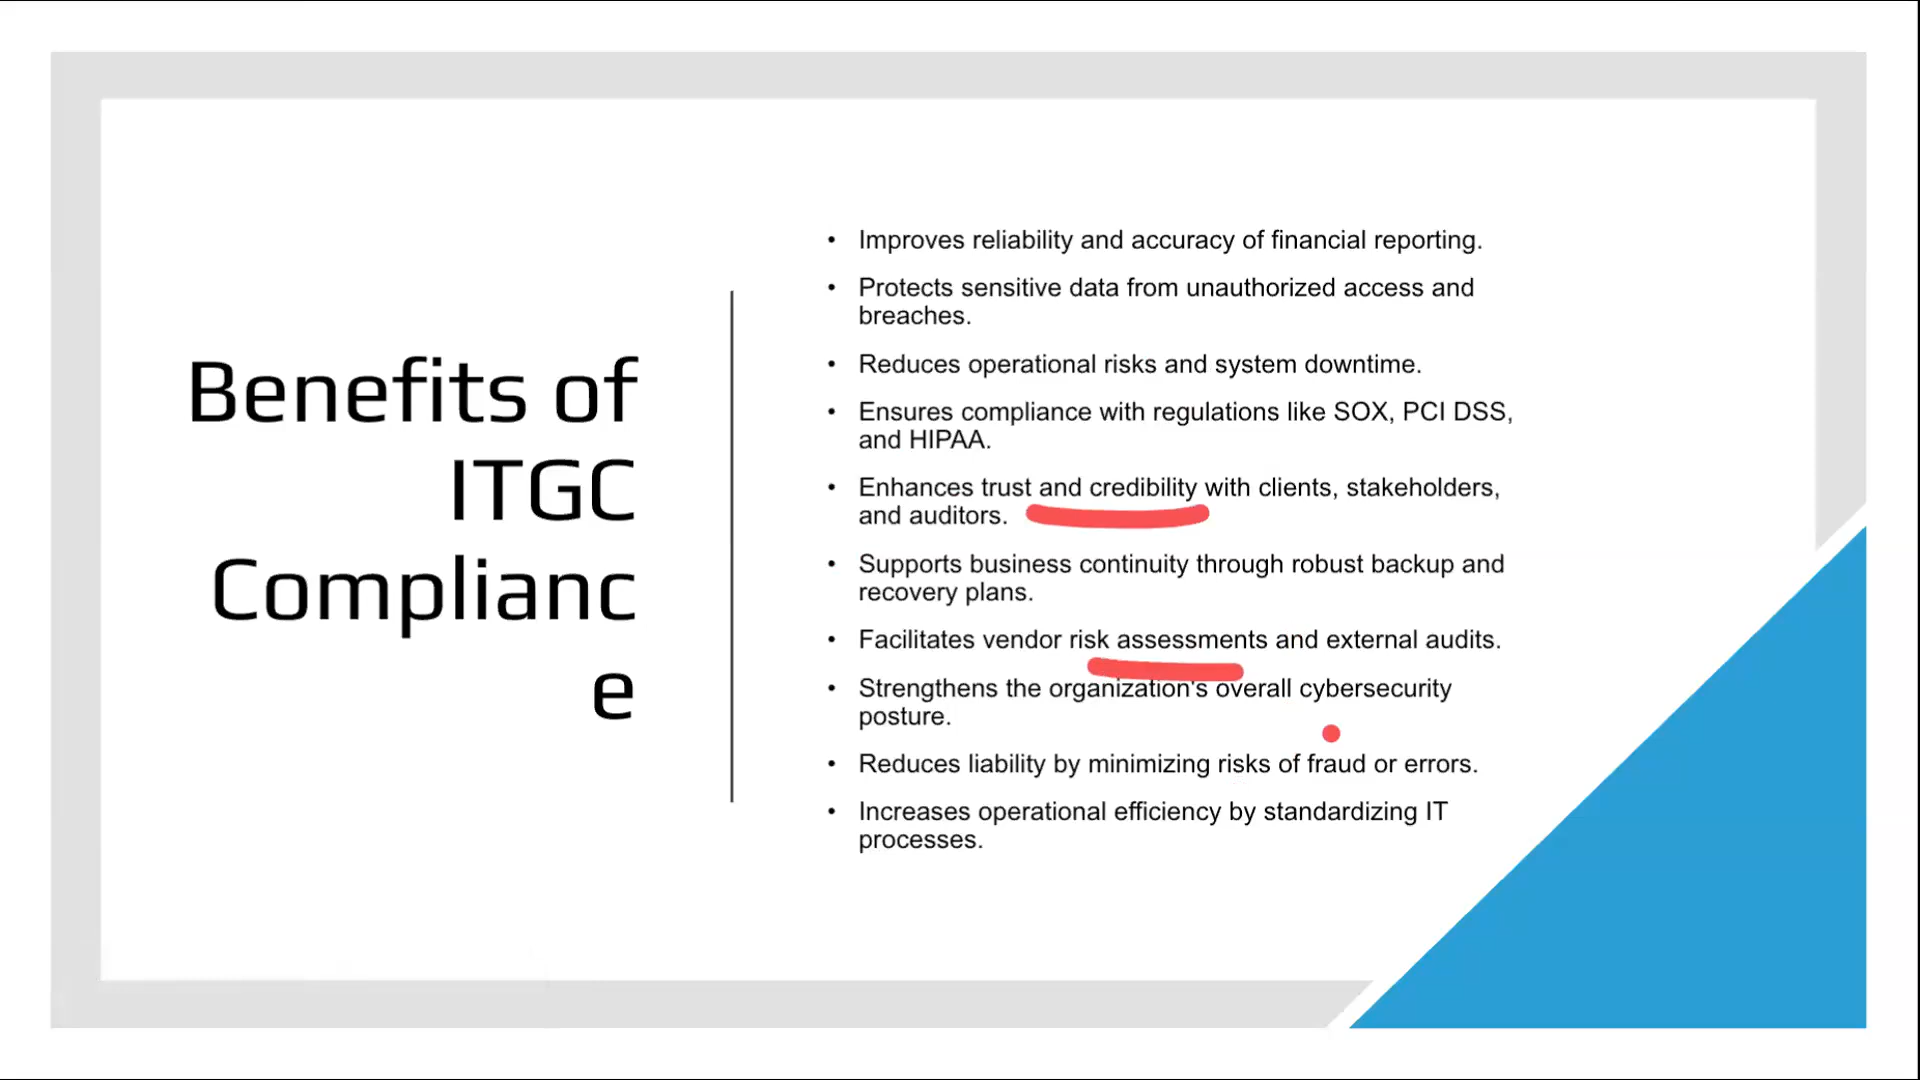 Benefits of
ITGC
Complianc
e
• Improves reliability and accuracy of financial reporting.
• Protects sensitive data from unauthorized access and
breaches.
• Reduces operational risks and system downtime.
• Ensures compliance with regulations like SOX, PCI DSS,
and HIPAA.
• Enhances trust and credibility with clients, stakeholders,
and auditors.
• Supports business continuity through robust backup and
recovery plans.
• Facilitates vendor risk assessments and external audits.
• Strengthens the organization's overall cybersecurity
posture.
• Reduces liability by minimizing risks of fraud or errors.
• Increases operational efficiency by standardizing IT
processes.